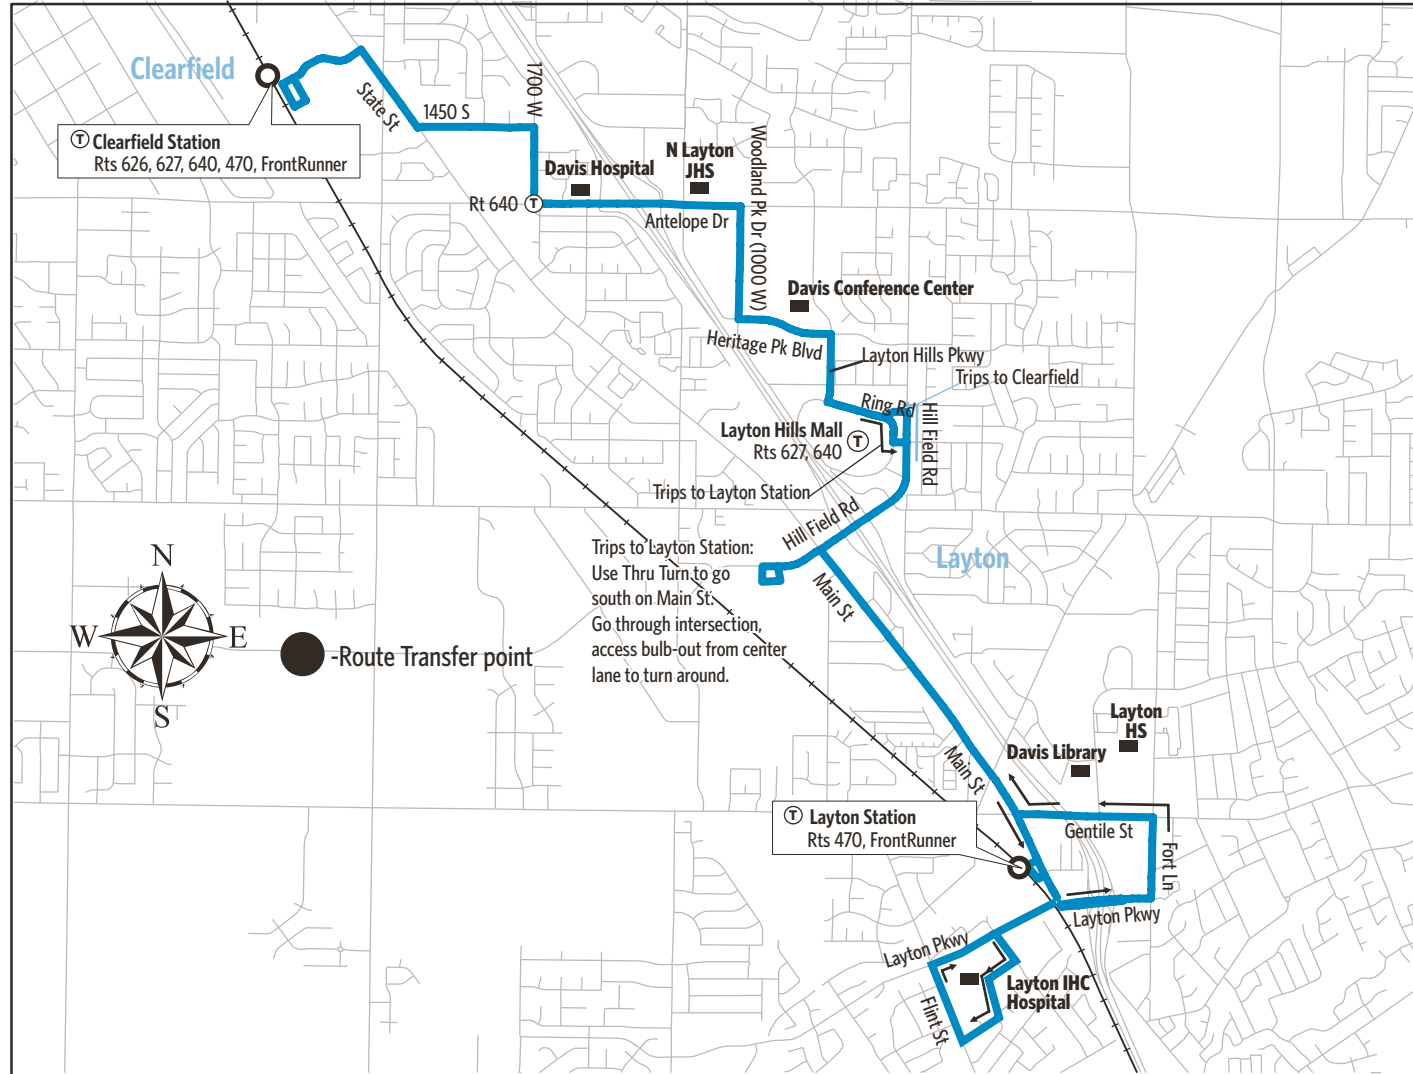 Clearfield
T Clearfield Station
Rts 626, 627, 640, 470, FrontRunner
State St
1450 S
1700 W
Davis Hospital
N Layton
JHS
Rt 640 T
Antelope Dr
Woodland Pk Dr (1000 W)
Davis Conference Center
Heritage Pk Blvd
Layton Hills Pkwy
Trips to Clearfield
Ring Rd
Hill Field Rd
Layton Hills Mall
Rts 627, 640
T
Trips to Layton Station
Hill Field Rd
Trips to Layton Station:
Use Thru Turn to go
south on Main St.
Go through intersection,
access bulb-out from center
lane to turn around.
Layton
Main St
N
W E
S
-Route Transfer point
Layton
HS
Davis Library
Main St
T Layton Station
Rts 470, FrontRunner
Gentile St
Fort Ln
Layton Pkwy
Layton Pkwy
Layton IHC
Hospital
Flint St